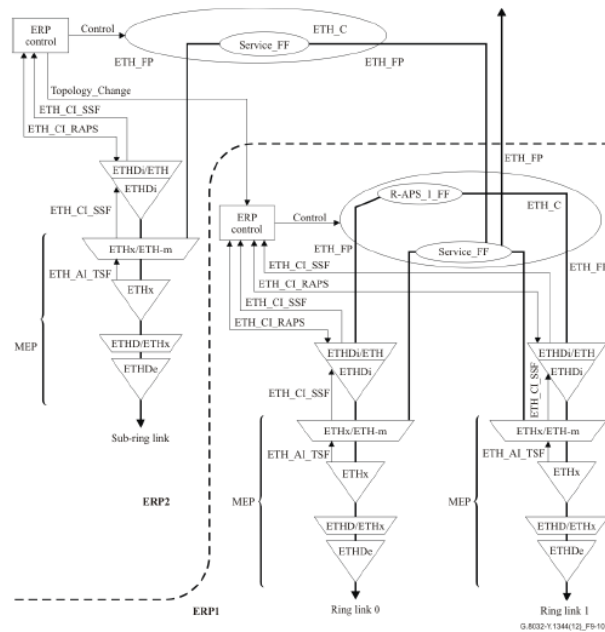 ERP
control
Control
ETH_C
Service_FF
ETH_FP
ETH_FP
Topology_Change
ETH_CI_SSF
ETH_CI_RAPS
ETHDi/ETH
ETHDi
ETH_CI_SSF
ETHx/ETH-m
ETH_AI_TSF
ETHx
MEP
ETHD/ETHx
ETHDe
Sub-ring link
ERP2
ETH_FP
ERP
control
Control
R-APS_1_FF
ETH_C
ETH_FP
Service_FF
ETH_CI_SSF
ETH_FP
ETH_CI_RAPS
ETH_CI_SSF
ETH_CI_RAPS
ETHDi/ETH
ETHDi
ETH_CI_SSF
ETHx/ETH-m
ETH_AI_TSF
ETHx
MEP
ETHD/ETHx
ETHDe
Ring link 0
ETHDi/ETH
ETHDi
ETH_CI_SSF
ETHx/ETH-m
ETH_AI_TSF
ETHx
MEP
ETHD/ETHx
ETHDe
Ring link 1
ERP1
G.8032-Y.1344(12)_F9-10